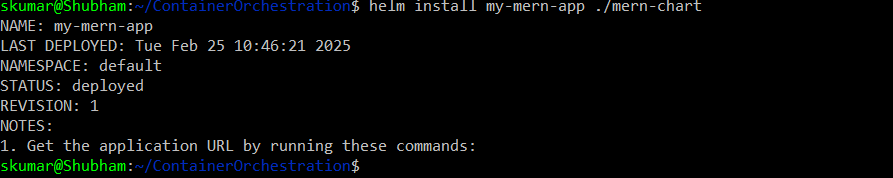 skumar@Shubham:~/ContainerOrchestration$ helm install my-mern-app ./mern-chart
NAME: my-mern-app
LAST DEPLOYED: Tue Feb 25 10:46:21 2025
NAMESPACE: default
STATUS: deployed
REVISION: 1
NOTES:
1. Get the application URL by running these commands:
skumar@Shubham:~/ContainerOrchestration$